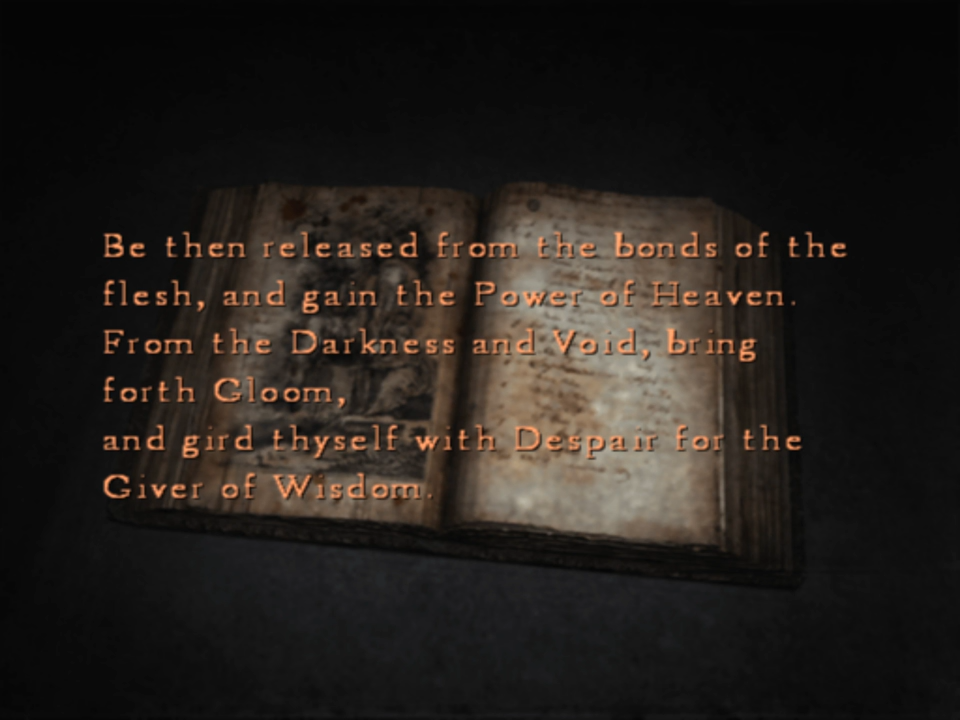 Be then released from the bonds of the
flesh, and gain the Power of Heaven.
From the Darkness and Void, bring
forth Gloom,
and gird thyself with Despair for the
Giver of Wisdom.